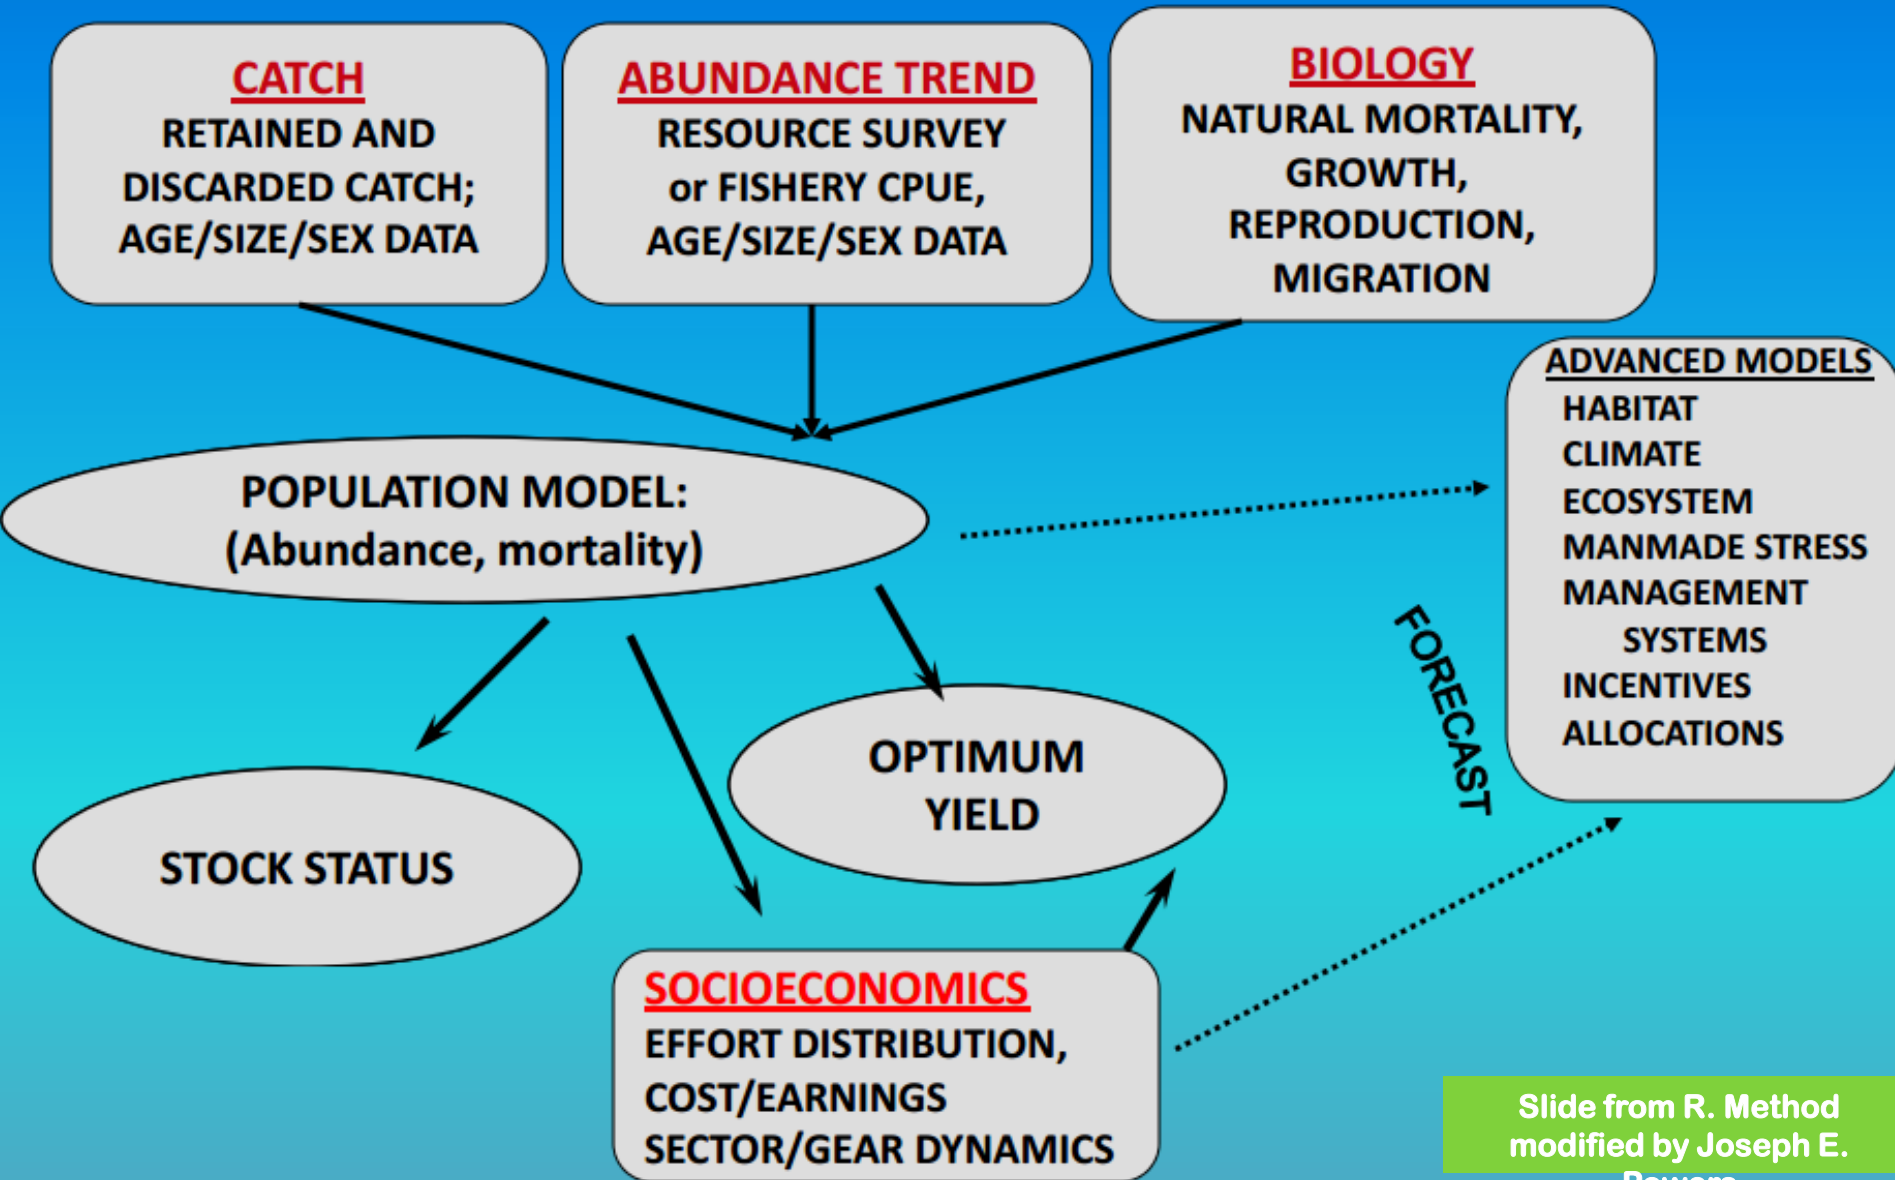 CATCH
RETAINED AND
DISCARDED CATCH;
AGE/SIZE/SEX DATA
ABUNDANCE TREND
RESOURCE SURVEY
or FISHERY CPUE,
AGE/SIZE/SEX DATA
BIOLOGY
NATURAL MORTALITY,
GROWTH,
REPRODUCTION,
MIGRATION
ADVANCED MODELS
HABITAT
CLIMATE
ECOSYSTEM
MANMADE STRESS
MANAGEMENT
SYSTEMS
INCENTIVES
ALLOCATIONS
POPULATION MODEL:
(Abundance, mortality)
FORECAST
OPTIMUM
YIELD
STOCK STATUS
SOCIOECONOMICS
EFFORT DISTRIBUTION,
COST/EARNINGS
SECTOR/GEAR DYNAMICS
Slide from R. Method
modified by Joseph E.